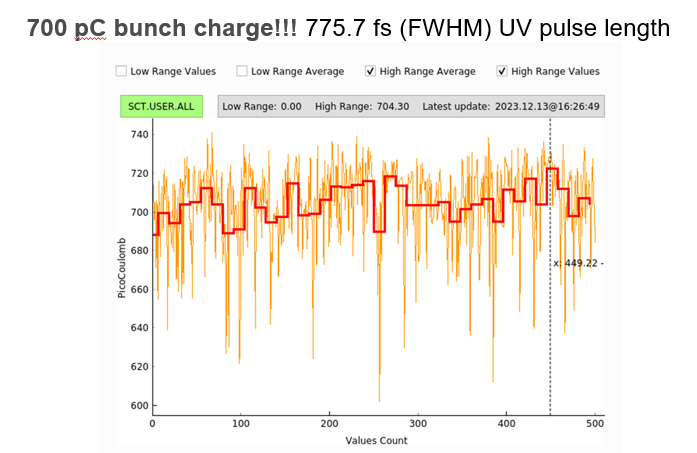 700 pC bunch charge!!! 775.7 fs (FWHM) UV pulse length
Low Range Values Low Range Average High Range Average High Range Values
SCT.USER.ALL Low Range: 0.00 High Range: 704.30 Latest update: 2023.12.13@16:26:49
740
720
700
680
660
640
620
600
PicoCoulomb
x: 449.22 -
0 100 200 300 400 500
Values Count